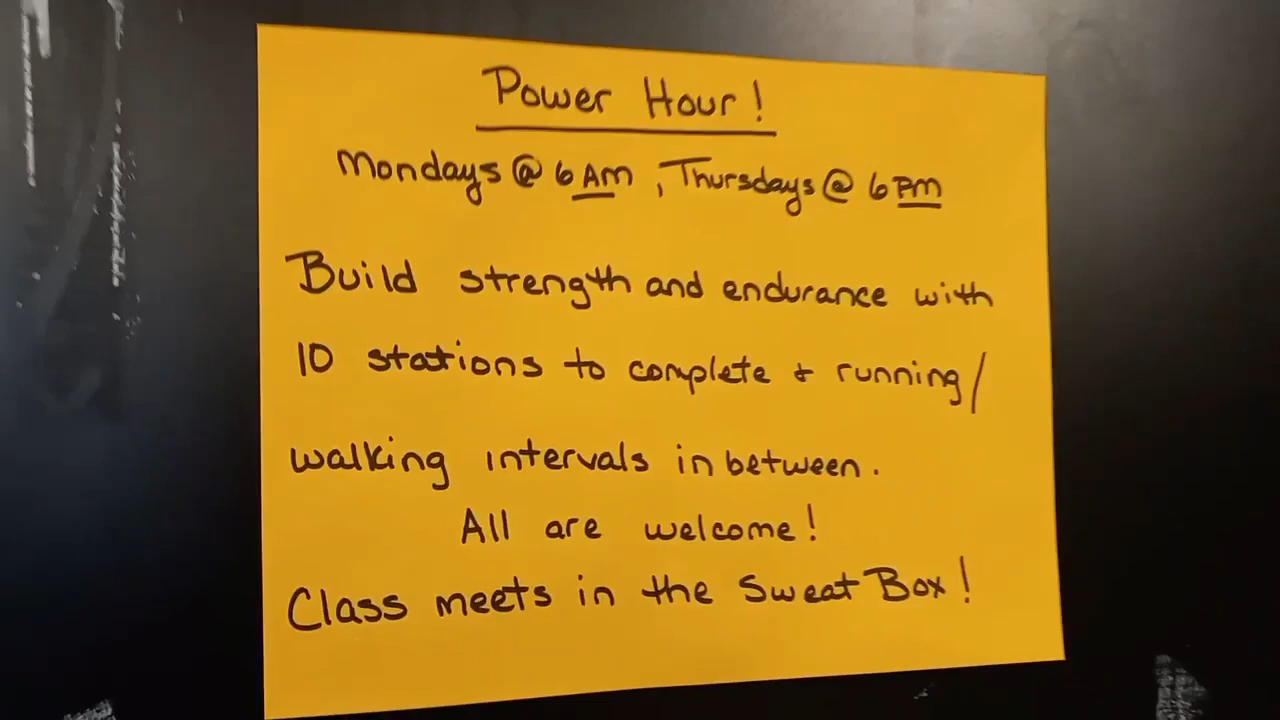 Power Hour!
Mondays @ 6AM, Thursdays @ 6PM
Build strength and endurance with
10 stations to complete & running/
walking intervals in between.
All are welcome!
Class meets in the Sweat Box!